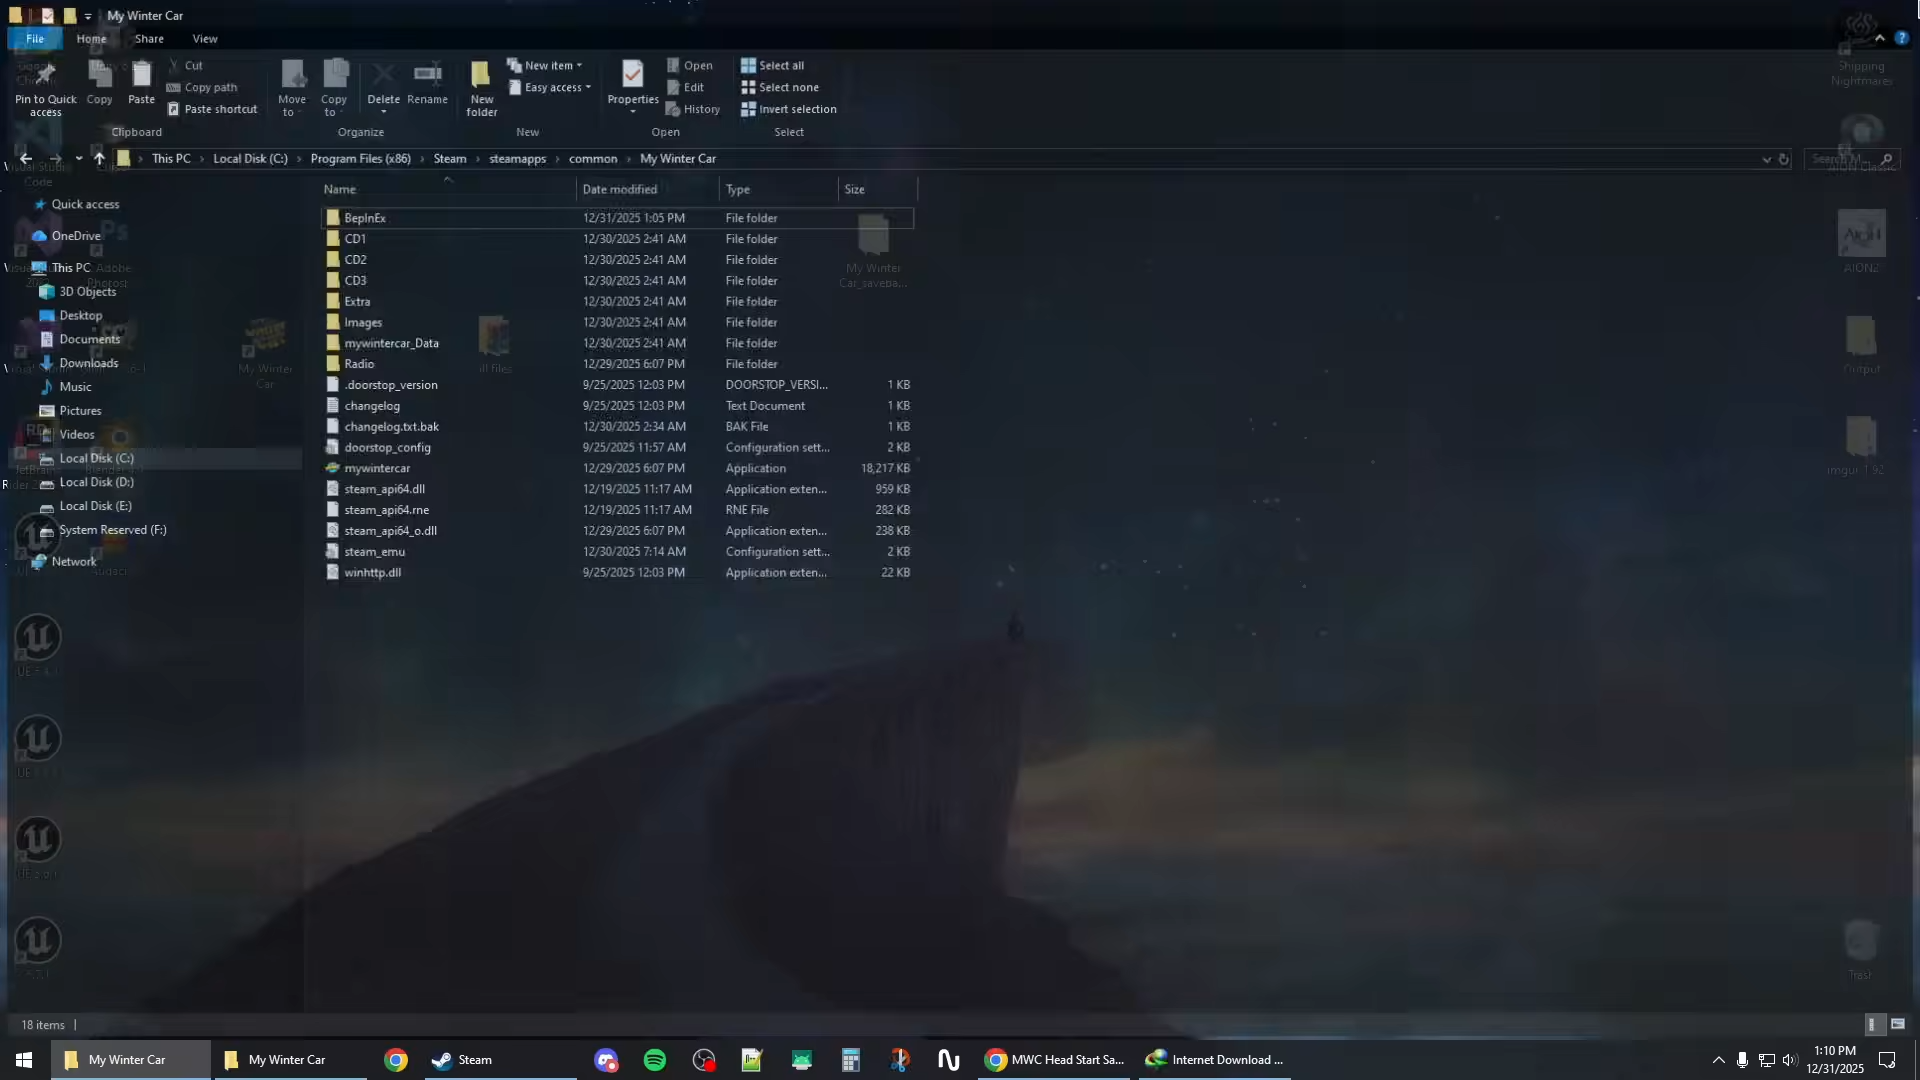 My Winter Car
File Home Share View
Pin to Quick access
Copy
Paste
Cut
Copy path
Paste shortcut
Clipboard
Move to
Copy to
Delete
Rename
Organize
New folder
New item
Easy access
New
Properties
Open
Edit
History
Open
Select all
Select none
Invert selection
Select
This PC › Local Disk (C:) › Program Files (x86) › Steam › steamapps › common › My Winter Car
Quick access
OneDrive
This PC
3D Objects
Desktop
Documents
Downloads
Music
Pictures
Videos
Local Disk (C:)
Local Disk (D:)
Local Disk (E:)
System Reserved (F:)
Network
Name Date modified Type Size
BepInEx 12/31/2025 1:05 PM File folder
CD1 12/30/2025 2:41 AM File folder
CD2 12/30/2025 2:41 AM File folder
CD3 12/30/2025 2:41 AM File folder
Extra 12/30/2025 2:41 AM File folder
Images 12/30/2025 2:41 AM File folder
mywintercar_Data 12/30/2025 2:41 AM File folder
Radio 12/29/2025 6:07 PM File folder
.doorstop_version 9/25/2025 12:03 PM DOORSTOP_VERSI... 1 KB
changelog 9/25/2025 12:03 PM Text Document 1 KB
changelog.txt.bak 12/30/2025 2:34 AM BAK File 1 KB
doorstop_config 9/25/2025 11:57 AM Configuration sett... 2 KB
mywintercar 12/29/2025 6:07 PM Application 18,217 KB
steam_api64.dll 12/19/2025 11:17 AM Application exten... 959 KB
steam_api64.rne 12/19/2025 11:17 AM RNE File 282 KB
steam_api64_o.dll 12/29/2025 6:07 PM Application exten... 238 KB
steam_emu 12/30/2025 7:14 AM Configuration sett... 2 KB
winhttp.dll 9/25/2025 12:03 PM Application exten... 22 KB
My Winter
Car
My Winter
Car_saveba...
Shipping
Nightmares
AION Classic
AION2
Output
Trash
18 items
My Winter Car
My Winter Car
Steam
MWC Head Start Sa...
Internet Download ...
1:10 PM
12/31/2025